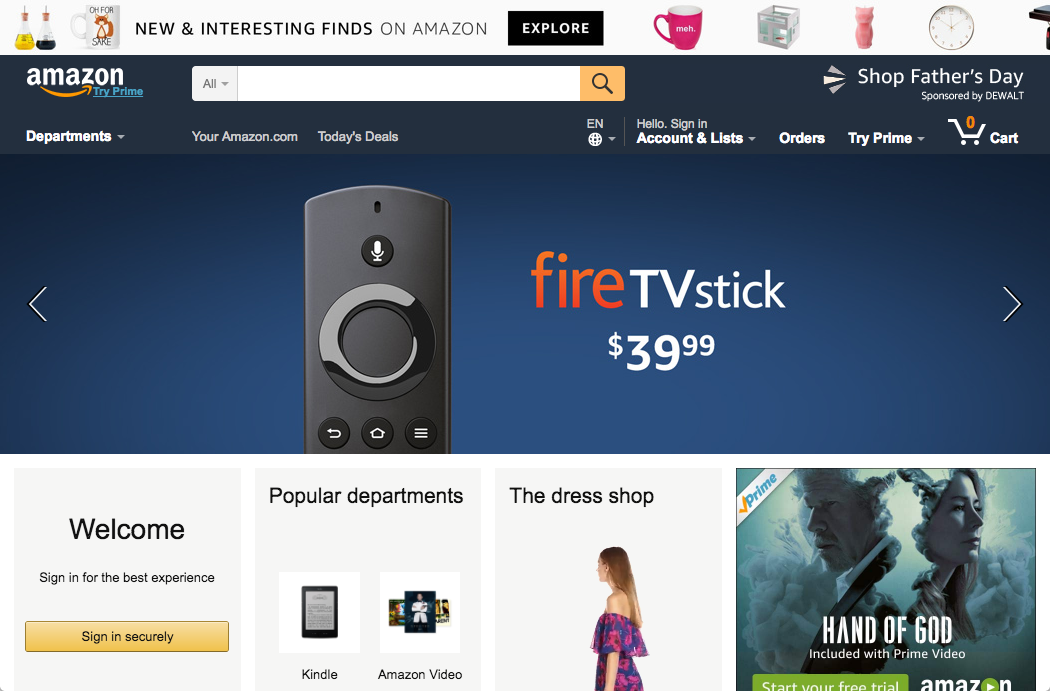 OH FOR
SAKE
NEW & INTERESTING FINDS ON AMAZON
EXPLORE
meh.
amazon
Try Prime
All
Shop Father's Day
Sponsored by DEWALT
Departments
Your Amazon.com
Today's Deals
EN
Hello. Sign in
Account & Lists
Orders
Try Prime
0
Cart
fireTVstick
$39.99
Welcome
Sign in for the best experience
Sign in securely
Popular departments
Kindle
Amazon Video
The dress shop
Prime
HAND OF GOD
Included with Prime Video
Start your free trial
amazon